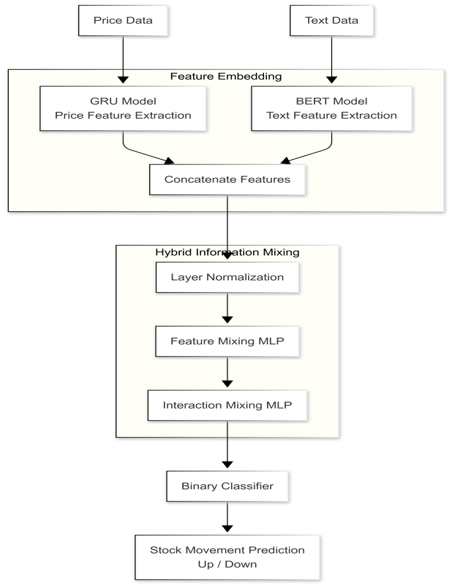 Price Data
Text Data
Feature Embedding
GRU Model
Price Feature Extraction
BERT Model
Text Feature Extraction
Concatenate Features
Hybrid Information Mixing
Layer Normalization
Feature Mixing MLP
Interaction Mixing MLP
Binary Classifier
Stock Movement Prediction
Up / Down